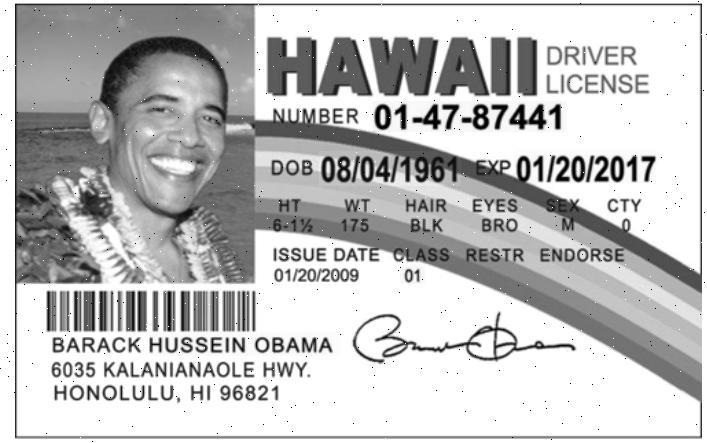 HAWAII DRIVER LICENSE
NUMBER 01-47-87441
DOB 08/04/1961 EXP 01/20/2017
HT WT HAIR EYES SEX CTY
6-1½ 175 BLK BRO M 0
ISSUE DATE CLASS RESTR ENDORSE
01/20/2009 01
BARACK HUSSEIN OBAMA
6035 KALANIANAOLE HWY.
HONOLULU, HI 96821